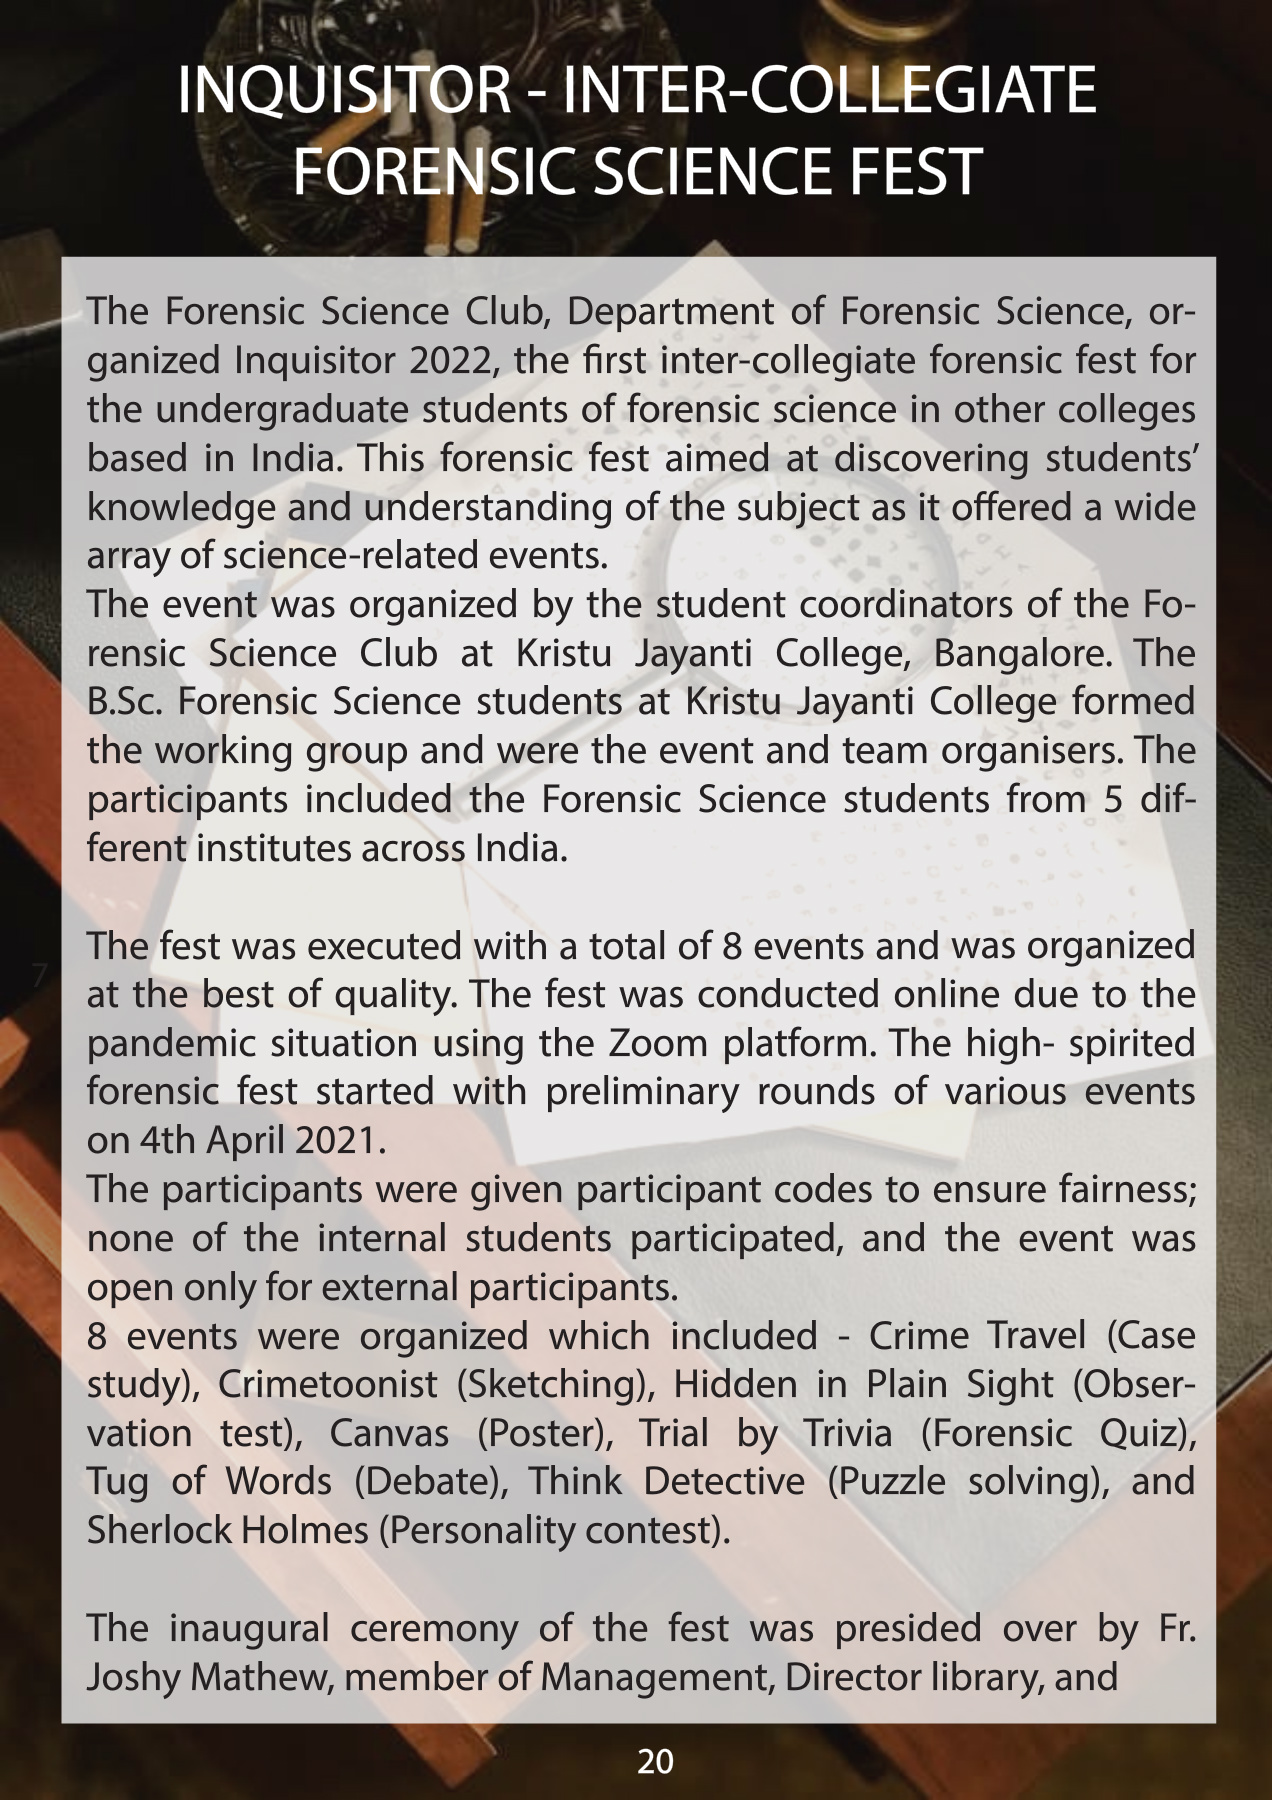 INQUISITOR - INTER-COLLEGIATE
FORENSIC SCIENCE FEST
The Forensic Science Club, Department of Forensic Science, or-
ganized Inquisitor 2022, the first inter-collegiate forensic fest for
the undergraduate students of forensic science in other colleges
based in India. This forensic fest aimed at discovering students’
knowledge and understanding of the subject as it offered a wide
array of science-related events.
The event was organized by the student coordinators of the Fo-
rensic Science Club at Kristu Jayanti College, Bangalore. The
B.Sc. Forensic Science students at Kristu Jayanti College formed
the working group and were the event and team organisers. The
participants included the Forensic Science students from 5 dif-
ferent institutes across India.
The fest was executed with a total of 8 events and was organized
7
at the best of quality. The fest was conducted online due to the
pandemic situation using the Zoom platform. The high- spirited
forensic fest started with preliminary rounds of various events
on 4th April 2021.
The participants were given participant codes to ensure fairness;
none of the internal students participated, and the event was
open only for external participants.
8 events were organized which included - Crime Travel (Case
study), Crimetoonist (Sketching), Hidden in Plain Sight (Obser-
vation test), Canvas (Poster), Trial by Trivia (Forensic Quiz),
Tug of Words (Debate), Think Detective (Puzzle solving), and
Sherlock Holmes (Personality contest).
The inaugural ceremony of the fest was presided over by Fr.
Joshy Mathew, member of Management, Director library, and
20